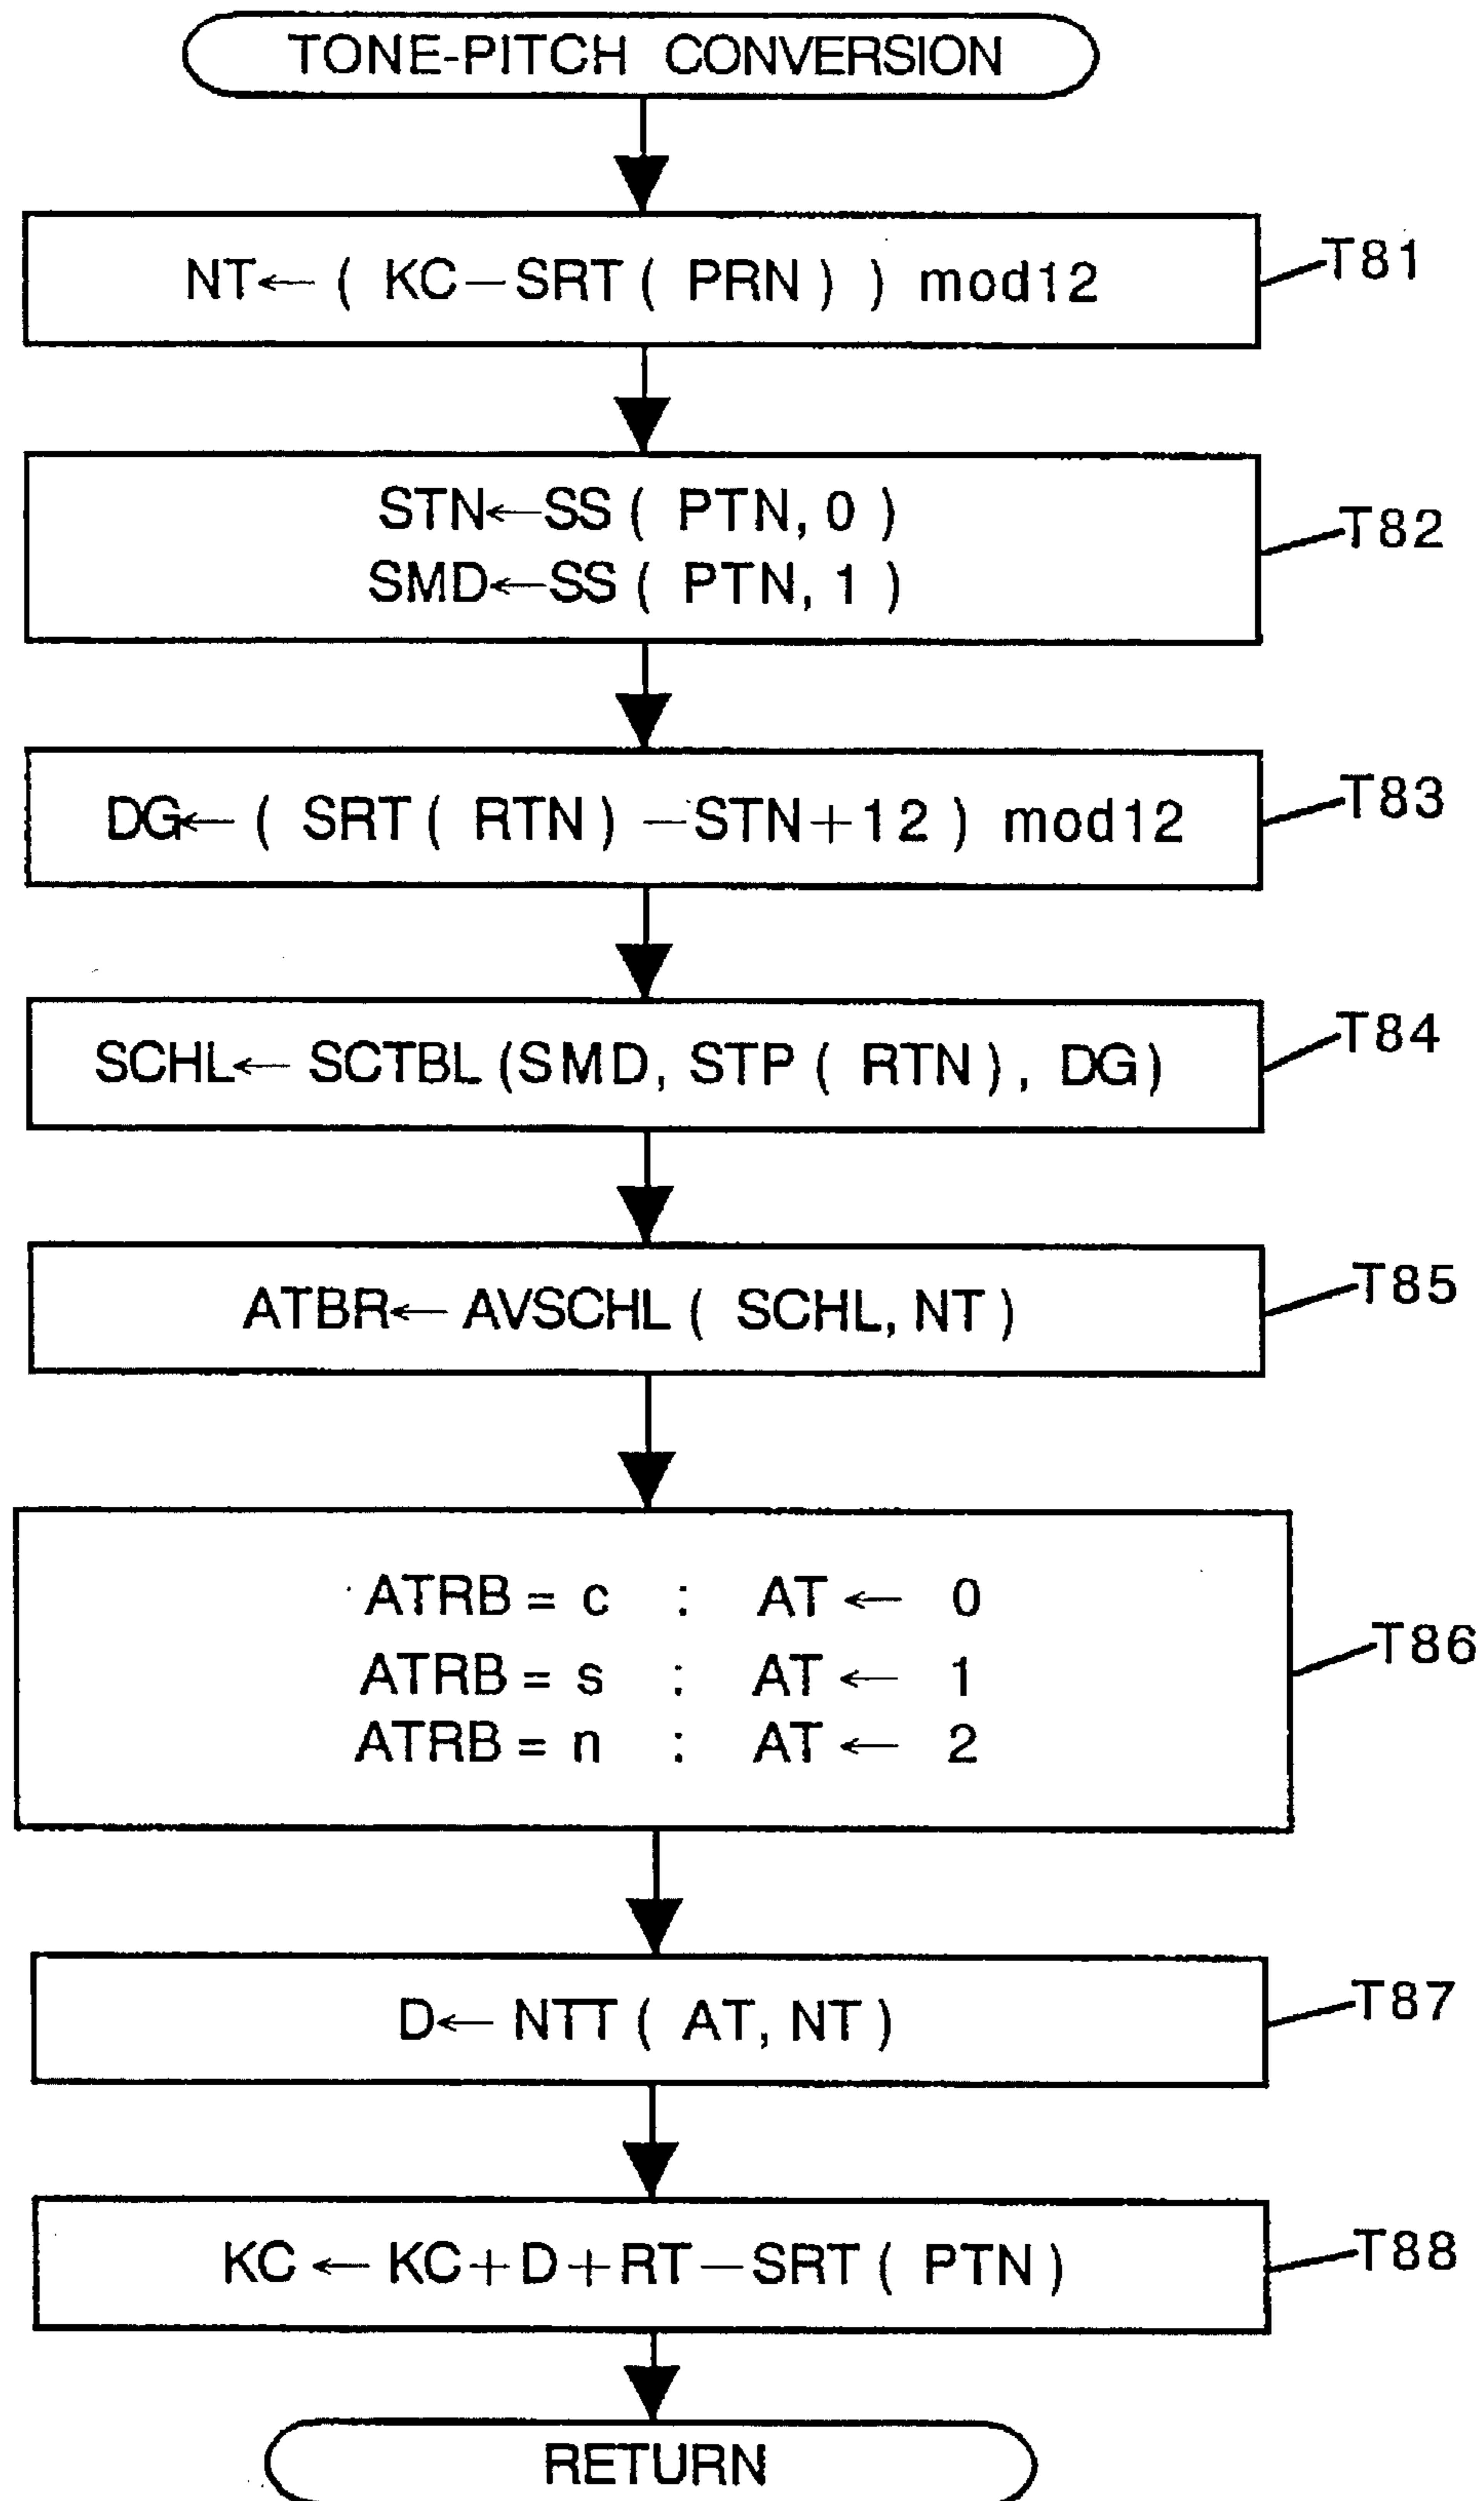 TONE-PITCH CONVERSION
NT← ( KC−SRT ( PRN ) ) mod12
T81
STN←SS ( PTN, 0 )
SMD←SS ( PTN, 1 )
T82
DG← ( SRT ( RTN ) −STN+12 ) mod12
T83
SCHL← SCTBL (SMD, STP ( RTN ) , DG)
T84
ATBR← AVSCHL ( SCHL, NT )
T85
ATRB = c : AT ← 0
ATRB = s : AT ← 1
ATRB = n : AT ← 2
T86
D← NTT ( AT, NT )
T87
KC ← KC+D+RT−SRT ( PTN )
T88
RETURN